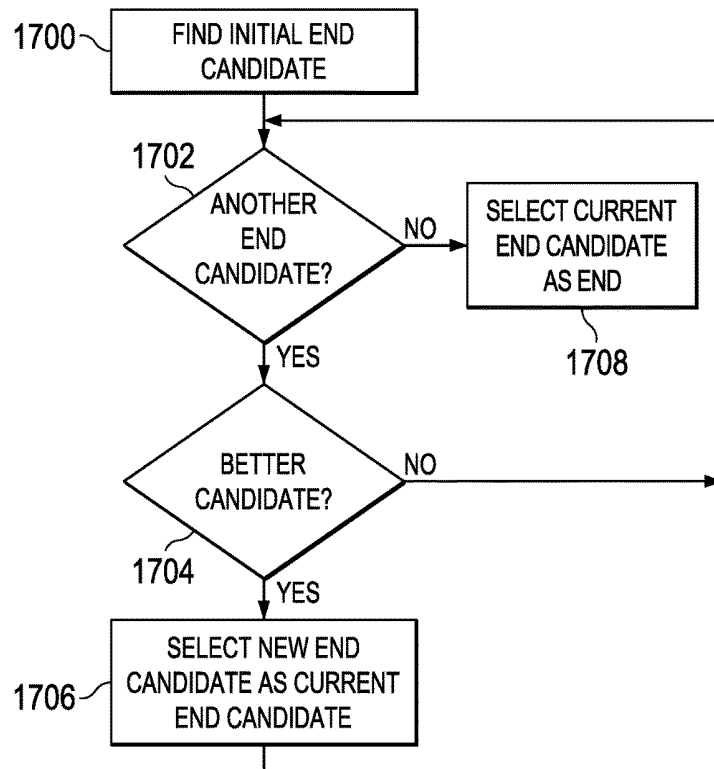 1700
FIND INITIAL END
CANDIDATE
1702
ANOTHER
END
CANDIDATE?
NO
SELECT CURRENT
END CANDIDATE
AS END
1708
YES
BETTER
CANDIDATE?
NO
1704
YES
SELECT NEW END
CANDIDATE AS CURRENT
END CANDIDATE
1706